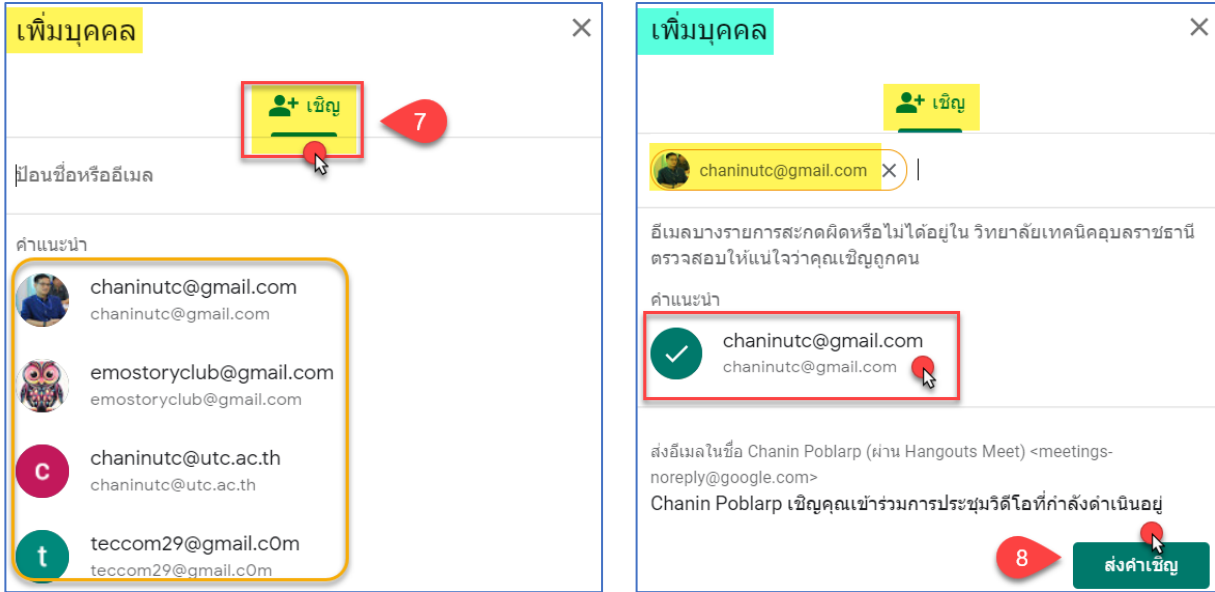 เพิ่มบุคคล
เชิญ
7
ป้อนชื่อหรืออีเมล
คำแนะนำ
chaninutc@gmail.com
chaninutc@gmail.com
emostoryclub@gmail.com
emostoryclub@gmail.com
c
chaninutc@utc.ac.th
chaninutc@utc.ac.th
t
teccom29@gmail.c0m
teccom29@gmail.c0m
เพิ่มบุคคล
เชิญ
chaninutc@gmail.com
อีเมลบางรายการสะกดผิดหรือไม่ได้อยู่ใน วิทยาลัยเทคนิคอุบลราชธานี
ตรวจสอบให้แน่ใจว่าคุณเชิญถูกคน
คำแนะนำ
chaninutc@gmail.com
chaninutc@gmail.com
ส่งอีเมลในชื่อ Chanin Poblarp (ผ่าน Hangouts Meet) <meetings-
noreply@google.com>
Chanin Poblarp เชิญคุณเข้าร่วมการประชุมวิดีโอที่กำลังดำเนินอยู่
8
ส่งคำเชิญ